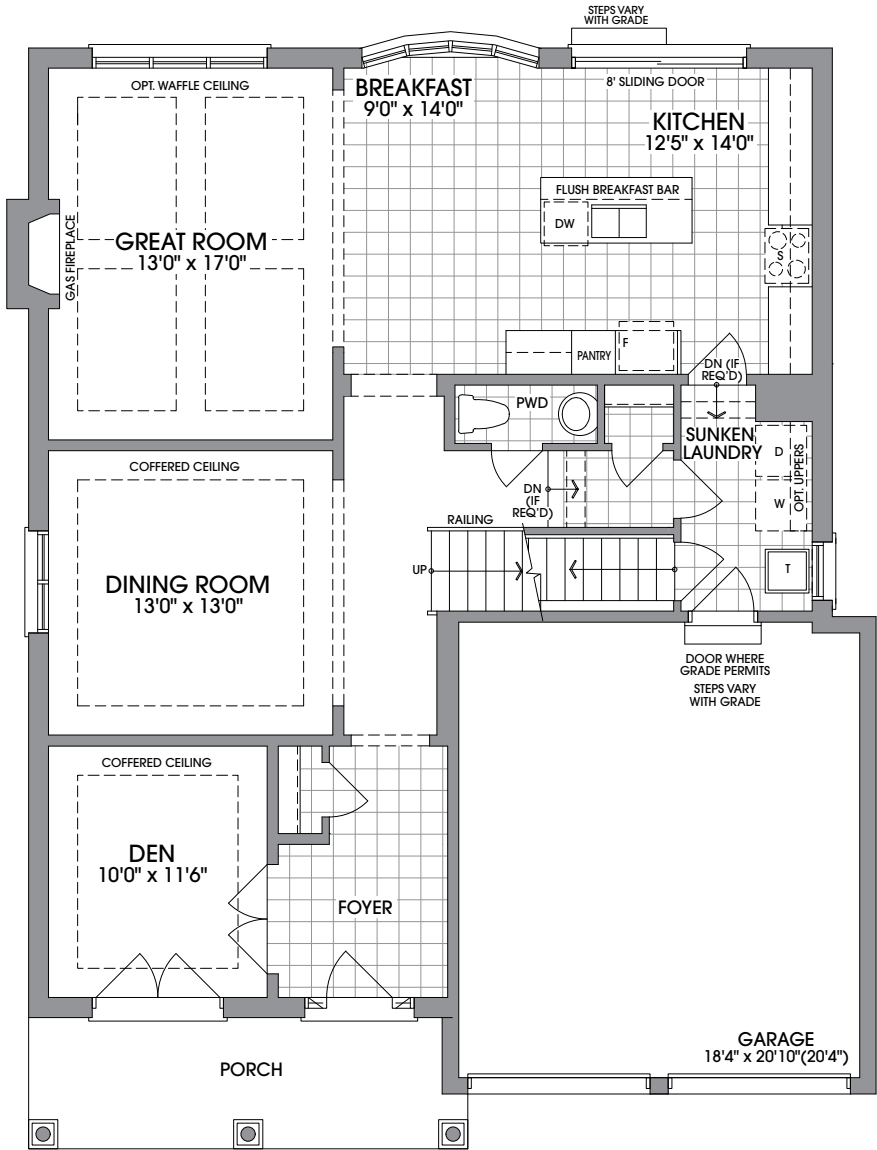 STEPS VARY
WITH GRADE
OPT. WAFFLE CEILING
BREAKFAST
9'0" x 14'0"
8' SLIDING DOOR
KITCHEN
12'5" x 14'0"
FLUSH BREAKFAST BAR
DW
GAS FIREPLACE
GREAT ROOM
13'0" x 17'0"
S
PANTRY
F
DN (IF
REQ'D)
PWD
SUNKEN
LAUNDRY
D
W
OPT. UPPERS
COFFERED CEILING
DN
(IF
REQ'D)
RAILING
UP
T
DINING ROOM
13'0" x 13'0"
DOOR WHERE
GRADE PERMITS
STEPS VARY
WITH GRADE
COFFERED CEILING
DEN
10'0" x 11'6"
FOYER
GARAGE
18'4" x 20'10"(20'4")
PORCH